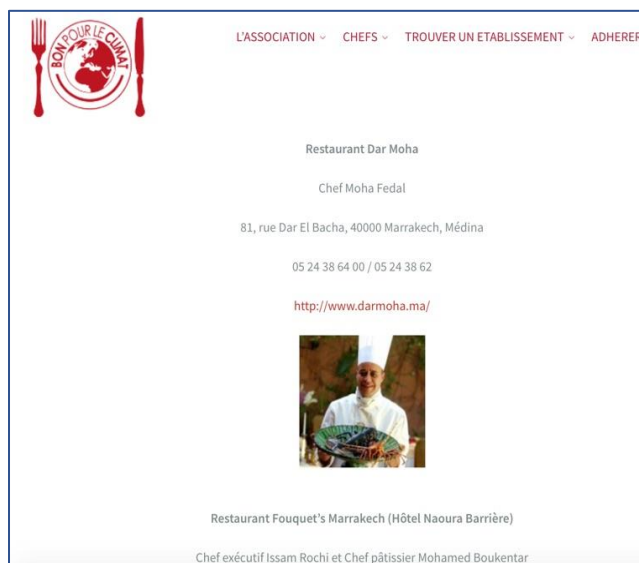 BON POUR LE CLIMAT
L'ASSOCIATION CHEFS TROUVER UN ETABLISSEMENT ADHERER
Restaurant Dar Moha
Chef Moha Fedal
81, rue Dar El Bacha, 40000 Marrakech, Médina
05 24 38 64 00 / 05 24 38 62
http://www.darmoha.ma/
Restaurant Fouquet's Marrakech (Hôtel Naoura Barrière)
Chef exécutif Issam Rochi et Chef pâtissier Mohamed Boukentar